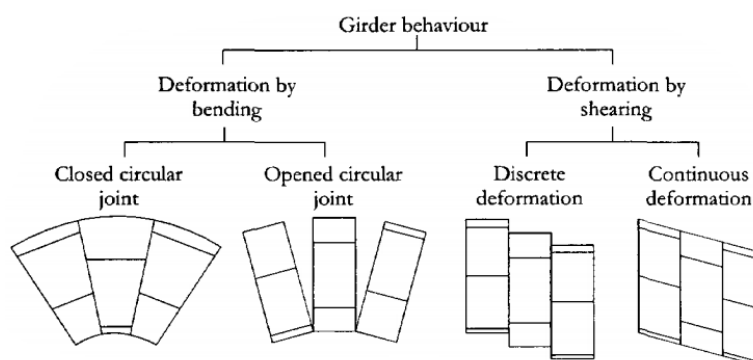 Girder behaviour
Deformation by
bending
Deformation by
shearing
Closed circular
joint
Opened circular
joint
Discrete
deformation
Continuous
deformation